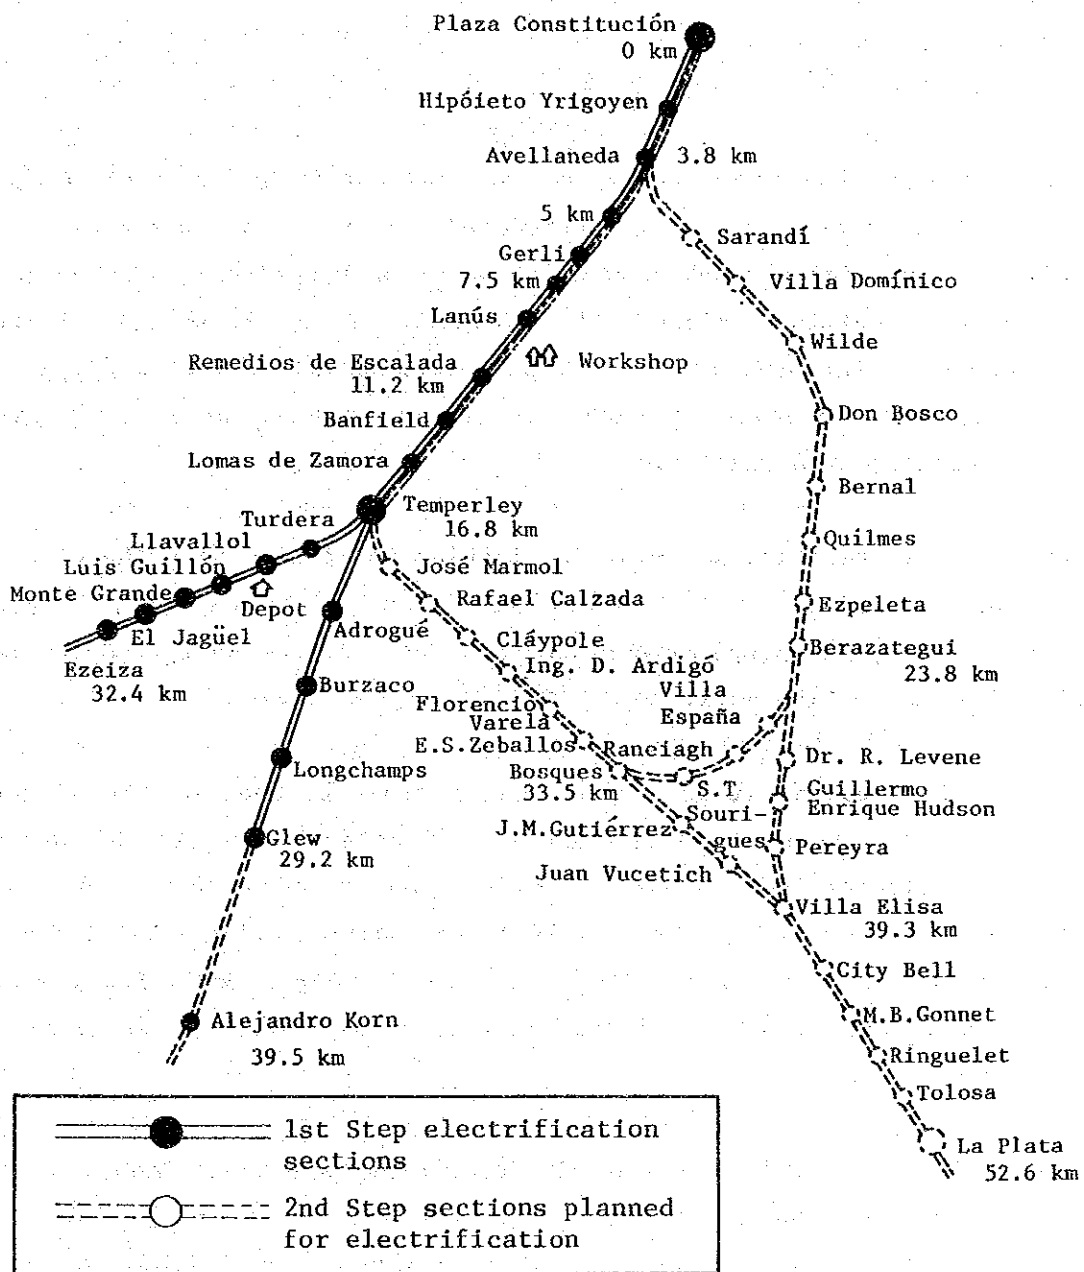 Plaza Constitución
0 km
Hipóieto Yrigoyen
Avellaneda
3.8 km
5 km
Sarandí
Gerli
7.5 km
Villa Domínico
Lanús
Wilde
Remedios de Escalada
11.2 km
Workshop
Banfield
Don Bosco
Lomas de Zamora
Bernal
Temperley
16.8 km
Turdera
Llavallol
Luis Guillón
Monte Grande
Depot
El Jagüel
Ezeiza
32.4 km
Quilmes
José Marmol
Rafael Calzada
Ezpeleta
Adrogué
Cláypole
Berazategui
23.8 km
Ing. D. Ardigó
Burzaco
Villa
España
Florencio
Varela
E.S.Zeballos
Ranciagh
Dr. R. Levene
Longchamps
Bosques
33.5 km
S.T
Souri-
gues
Guillermo
Enrique Hudson
J.M.Gutiérrez
Glew
29.2 km
Pereyra
Juan Vucetich
Villa Elisa
39.3 km
City Bell
M.B.Gonnet
Alejandro Korn
39.5 km
Ringuelet
Tolosa
La Plata
52.6 km
1st Step electrification
sections
2nd Step sections planned
for electrification